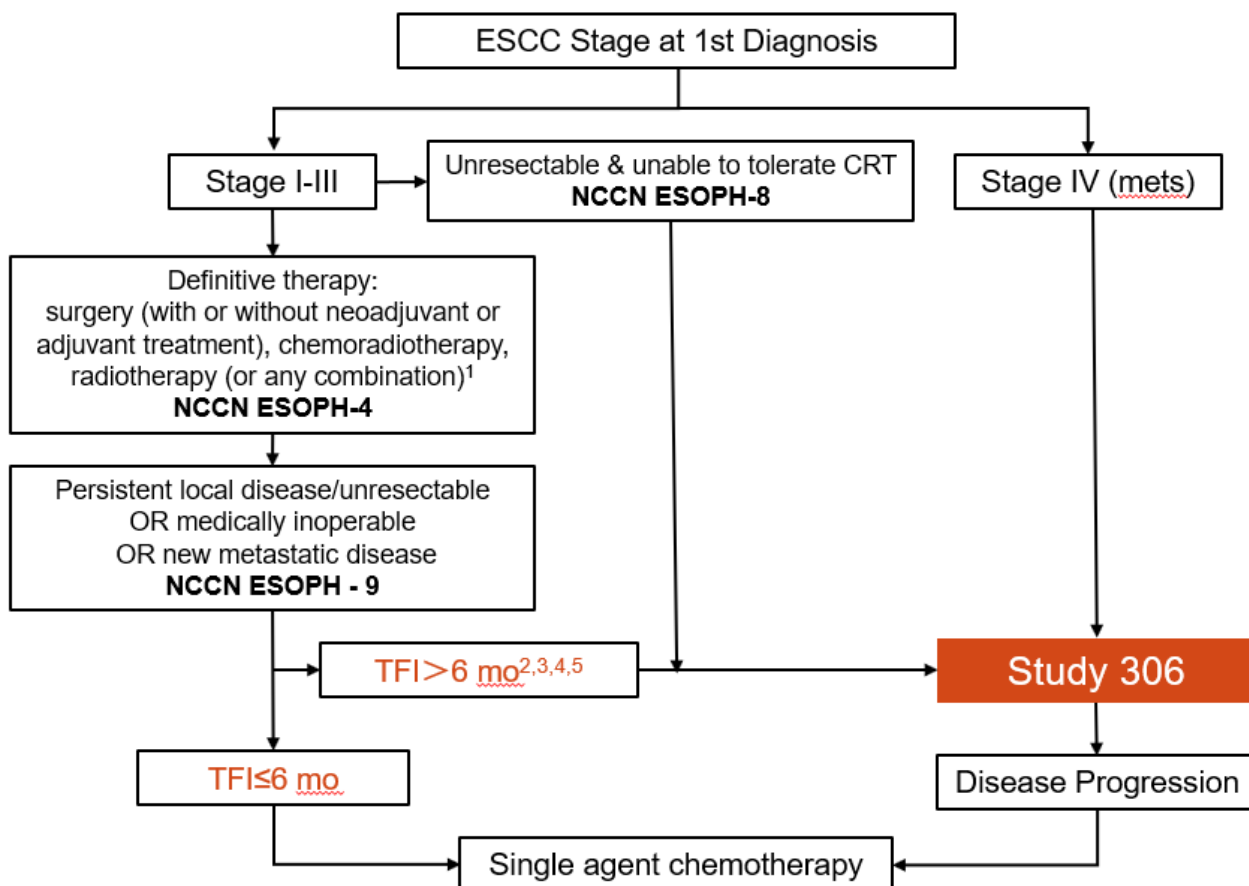 ESCC Stage at 1st Diagnosis
Stage I-III
Unresectable & unable to tolerate CRT
NCCN ESOPH-8
Stage IV (mets)
Definitive therapy:
surgery (with or without neoadjuvant or
adjuvant treatment), chemoradiotherapy,
radiotherapy (or any combination)¹
NCCN ESOPH-4
Persistent local disease/unresectable
OR medically inoperable
OR new metastatic disease
NCCN ESOPH - 9
TFI＞6 mo²,³,⁴,⁵
Study 306
TFI≤6 mo
Disease Progression
Single agent chemotherapy